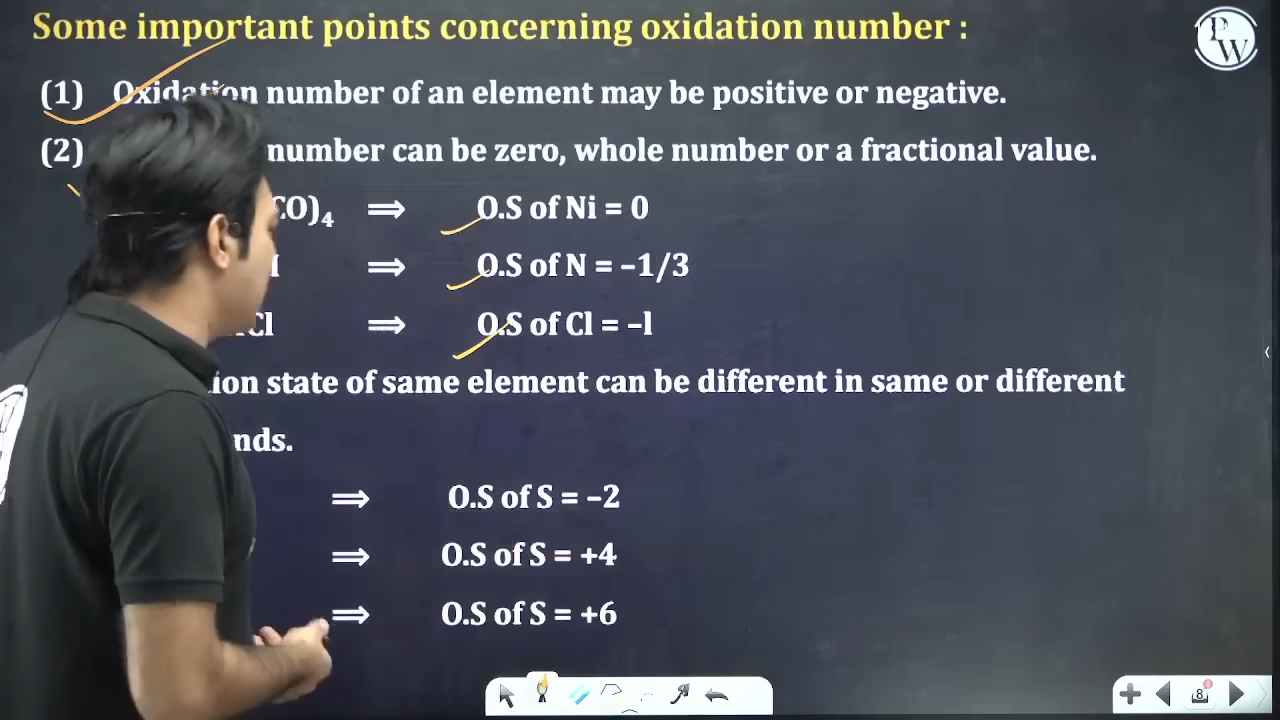 Some important points concerning oxidation number :
PW
(1) Oxidation number of an element may be positive or negative.
(2) number can be zero, whole number or a fractional value.
CO)₄ ⟹ O.S of Ni = 0
⟹ O.S of N = –1/3
Cl ⟹ O.S of Cl = –l
ion state of same element can be different in same or different
nds.
⟹ O.S of S = –2
⟹ O.S of S = +4
⟹ O.S of S = +6
8
0